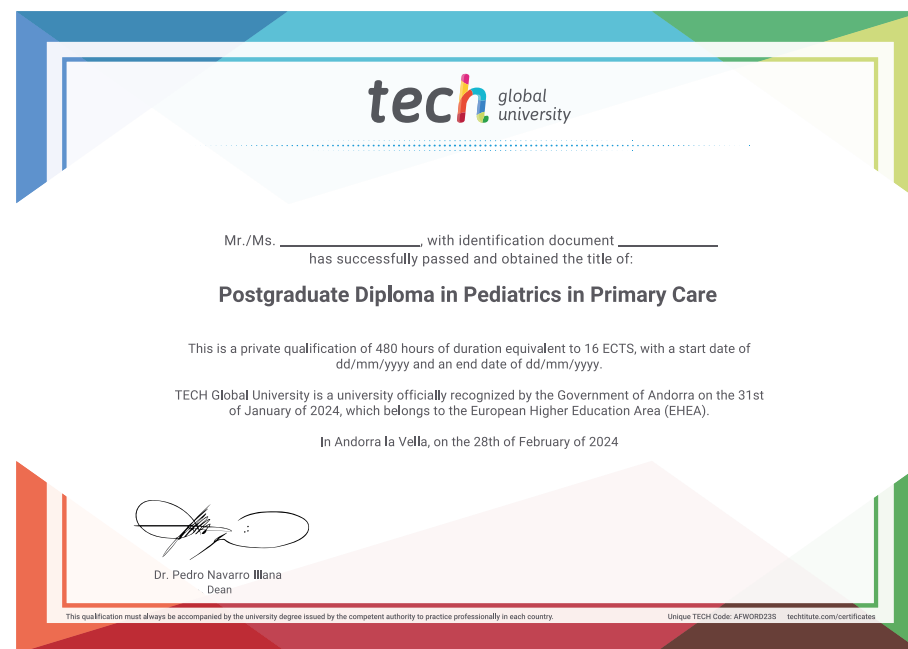 tech global
university
Mr./Ms. ____________________, with identification document ______________
has successfully passed and obtained the title of:
Postgraduate Diploma in Pediatrics in Primary Care
This is a private qualification of 480 hours of duration equivalent to 16 ECTS, with a start date of
dd/mm/yyyy and an end date of dd/mm/yyyy.
TECH Global University is a university officially recognized by the Government of Andorra on the 31st
of January of 2024, which belongs to the European Higher Education Area (EHEA).
In Andorra la Vella, on the 28th of February of 2024
Dr. Pedro Navarro Illana
Dean
This qualification must always be accompanied by the university degree issued by the competent authority to practice professionally in each country.
Unique TECH Code: AFWORD23S techtitute.com/certificates